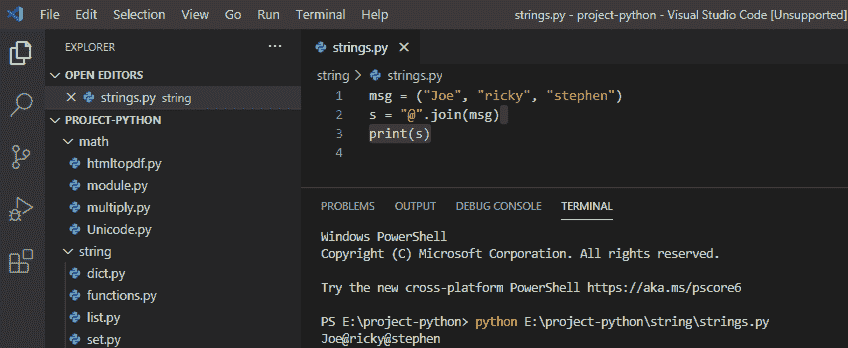 File Edit Selection View Go Run Terminal Help strings.py - project-python - Visual Studio Code [Unsupported]
EXPLORER
OPEN EDITORS
strings.py string
PROJECT-PYTHON
math
htmltopdf.py
module.py
multiply.py
Unicode.py
string
dict.py
functions.py
list.py
set.py
strings.py
string > strings.py
1 msg = ("Joe", "ricky", "stephen")
2 s = "@".join(msg)
3 print(s)
4
PROBLEMS OUTPUT DEBUG CONSOLE TERMINAL
Windows PowerShell
Copyright (C) Microsoft Corporation. All rights reserved.
Try the new cross-platform PowerShell https://aka.ms/pscore6
PS E:\project-python> python E:\project-python\string\strings.py
Joe@ricky@stephen